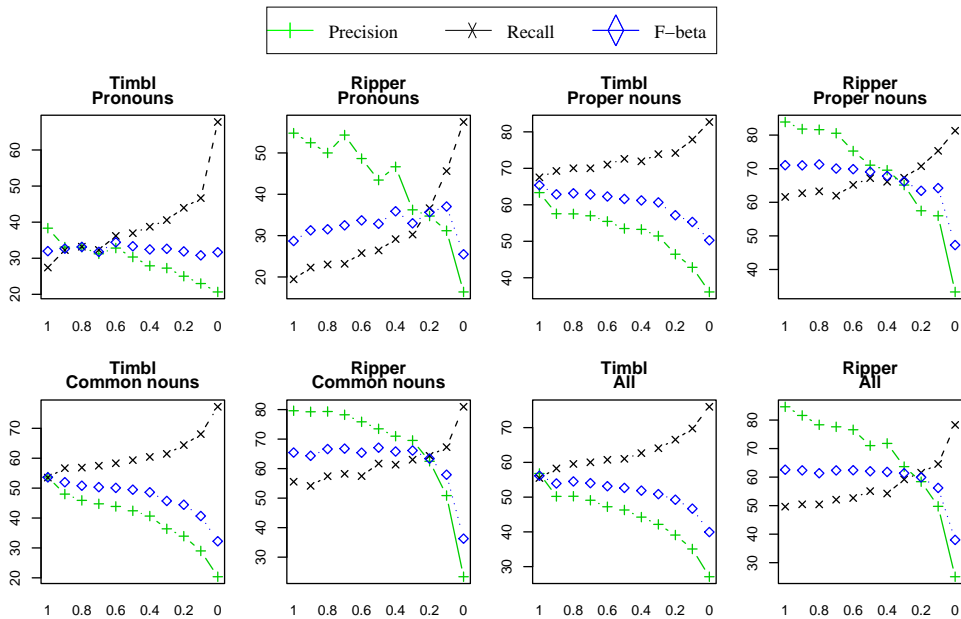 Precision Recall F-beta
Timbl
Pronouns
20 30 40 50 60
1 0.8 0.6 0.4 0.2 0
Ripper
Pronouns
20 30 40 50
1 0.8 0.6 0.4 0.2 0
Timbl
Proper nouns
40 50 60 70 80
1 0.8 0.6 0.4 0.2 0
Ripper
Proper nouns
40 50 60 70 80
1 0.8 0.6 0.4 0.2 0
Timbl
Common nouns
20 30 40 50 60 70
1 0.8 0.6 0.4 0.2 0
Ripper
Common nouns
30 40 50 60 70 80
1 0.8 0.6 0.4 0.2 0
Timbl
All
30 40 50 60 70
1 0.8 0.6 0.4 0.2 0
Ripper
All
30 40 50 60 70 80
1 0.8 0.6 0.4 0.2 0